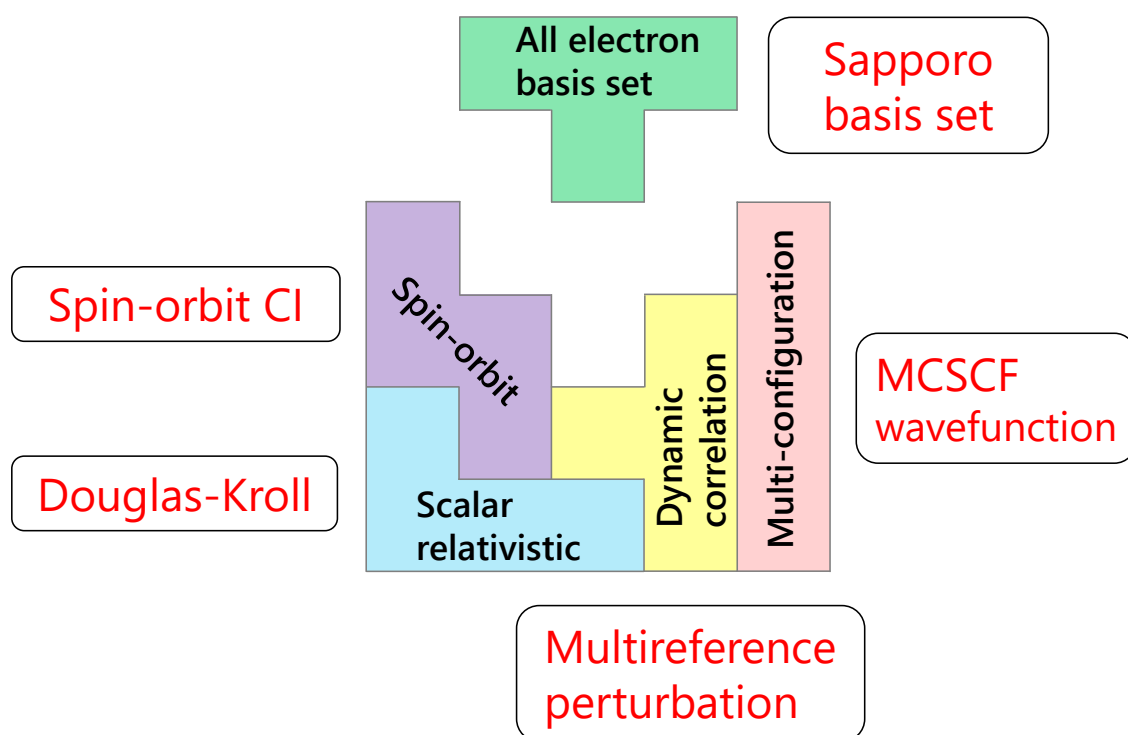 All electron
basis set
Sapporo
basis set
Spin-orbit CI
Spin-orbit
Multi-configuration
Dynamic
correlation
MCSCF
wavefunction
Douglas-Kroll
Scalar
relativistic
Multireference
perturbation